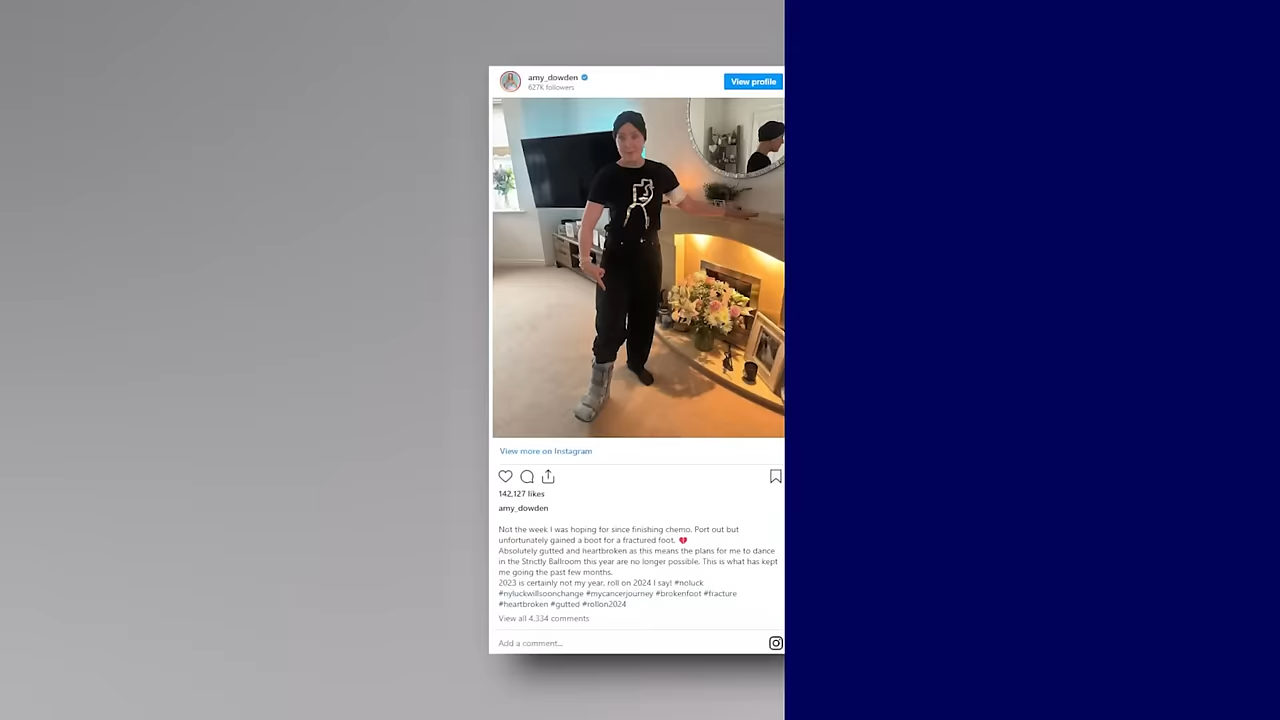 amy_dowden
627K followers
View profile
View more on Instagram
142,127 likes
amy_dowden
Not the week I was hoping for since finishing chemo. Port out but
unfortunately gained a boot for a fractured foot. 💔
Absolutely gutted and heartbroken as this means the plans for me to dance
in the Strictly Ballroom this year are no longer possible. This is what has kept
me going the past few months.
2023 is certainly not my year, roll on 2024 I say! #noluck
#nyluckwillsoonchange #mycancerjourney #brokenfoot #fracture
#heartbroken #gutted #rollon2024
View all 4,334 comments
Add a comment...